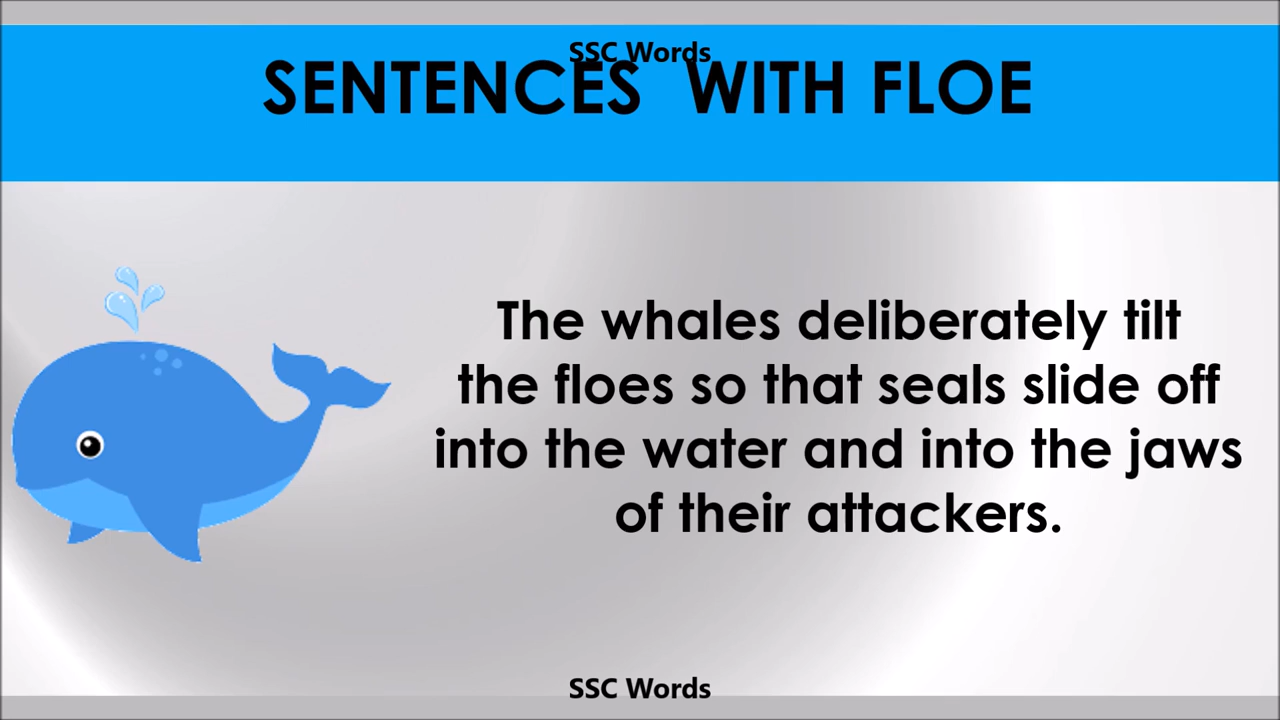 SSC Words
SENTENCES WITH FLOE
The whales deliberately tilt
the floes so that seals slide off
into the water and into the jaws
of their attackers.
SSC Words